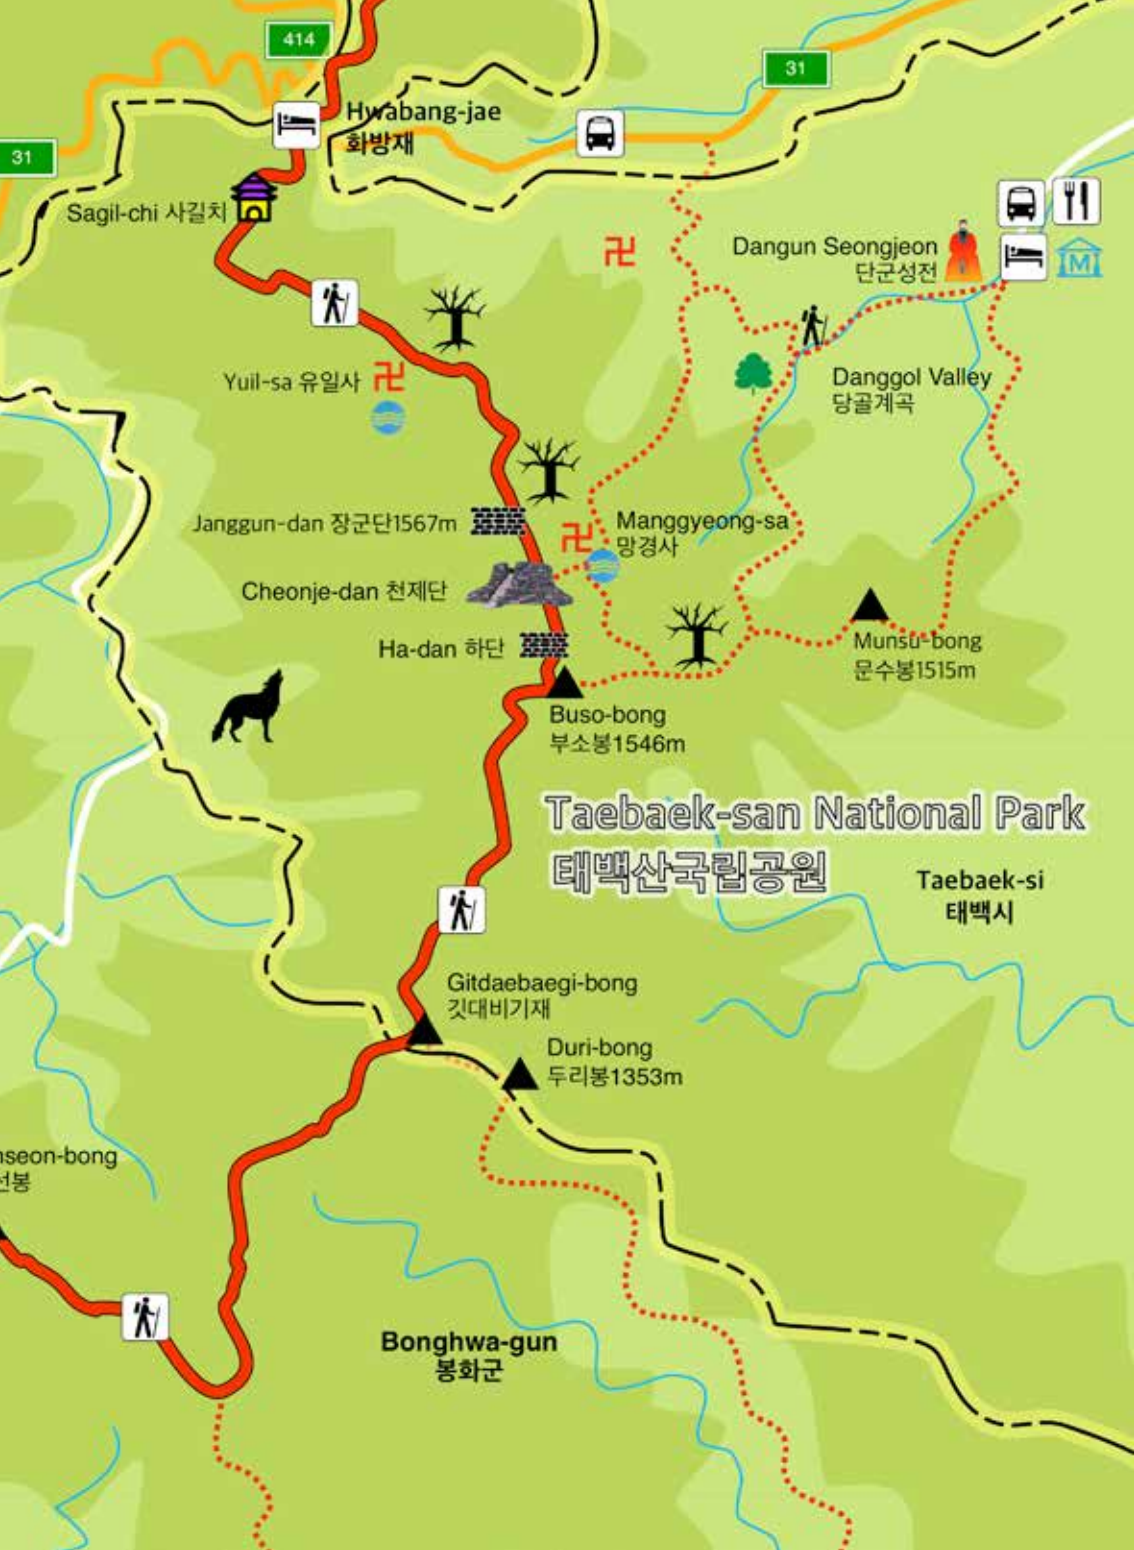 414
31
Hwabang-jae
화방재
31
Sagil-chi 사길치
Dangun Seongjeon
단군성전
M
Yuil-sa 유일사
Danggol Valley
당골계곡
Janggun-dan 장군단1567m
Manggyeong-sa
망경사
Cheonje-dan 천제단
Ha-dan 하단
Munsu-bong
문수봉1515m
Buso-bong
부소봉1546m
Taebaek-san National Park
태백산국립공원
Taebaek-si
태백시
Gitdaebaegi-bong
깃대비기재
Duri-bong
두리봉1353m
nseon-bong
선봉
Bonghwa-gun
봉화군